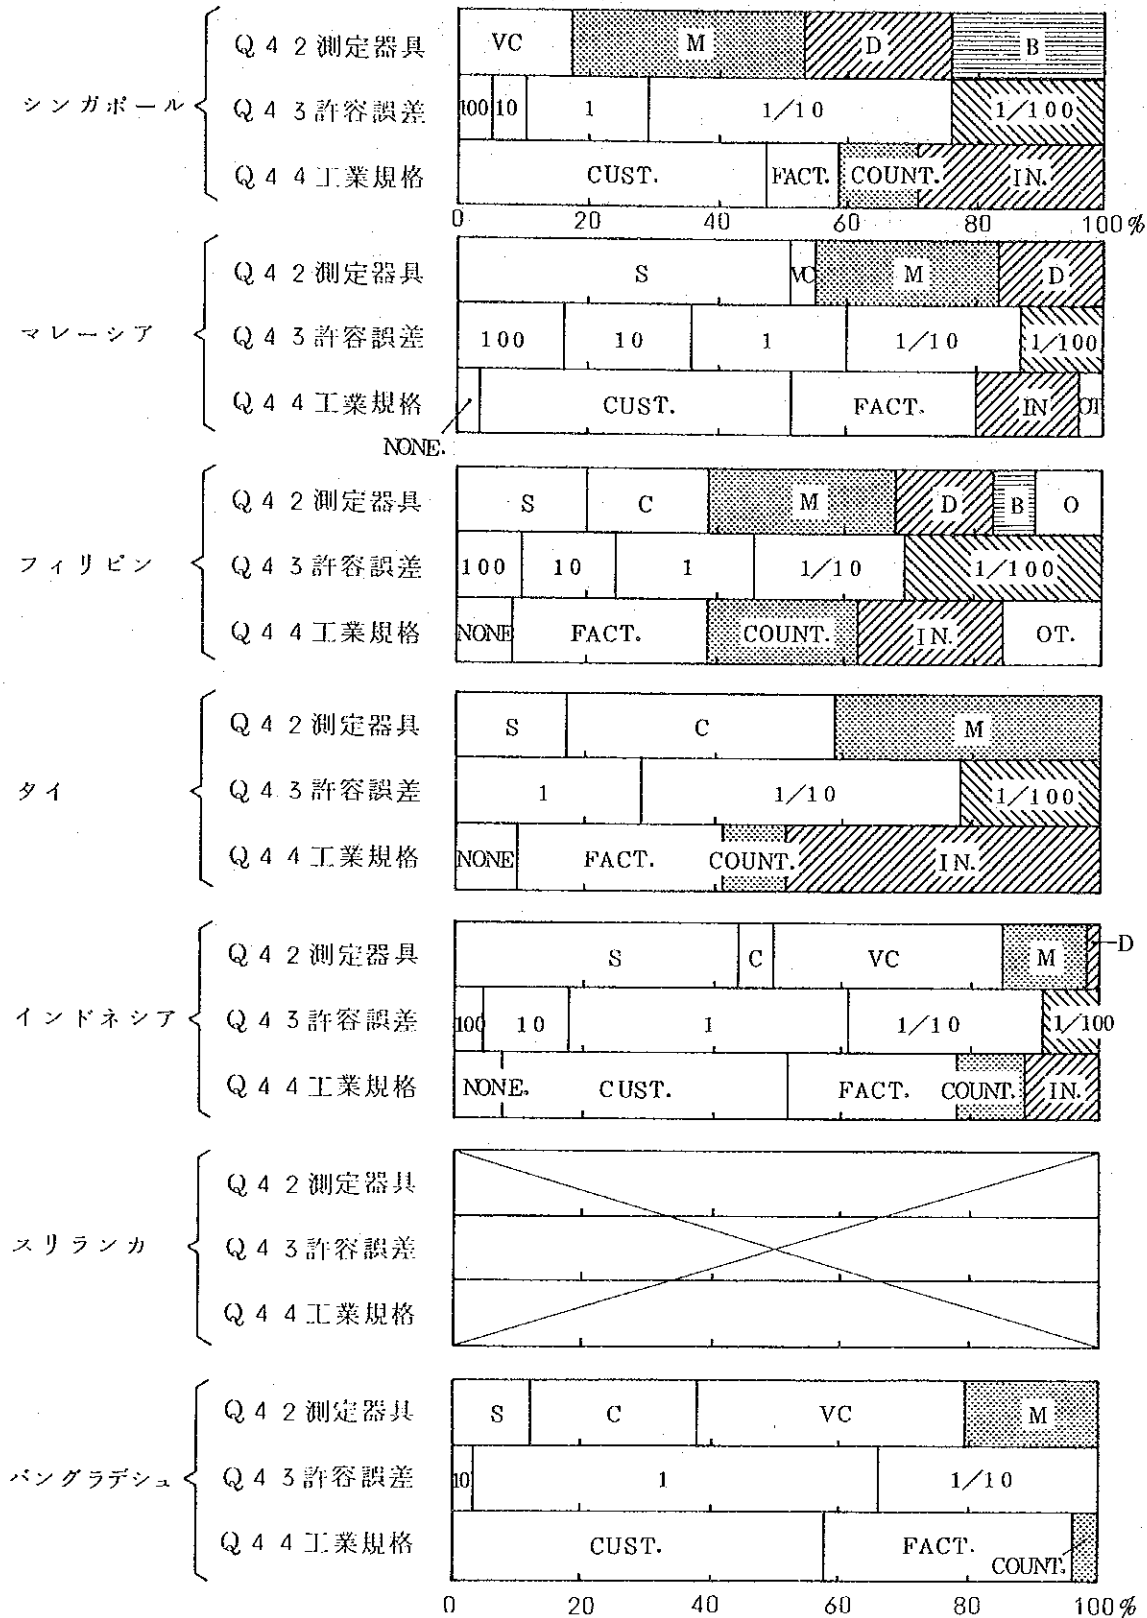 Q42測定器具 VC M D B
シンガポール Q43許容誤差 100 10 1 1/10 1/100
Q44工業規格 CUST. FACT. COUNT. IN.
0 20 40 60 80 100%
Q42測定器具 S VC M D
マレーシア Q43許容誤差 100 10 1 1/10 1/100
Q44工業規格 CUST. FACT. IN
NONE.
Q42測定器具 S C M D B O
フィリピン Q43許容誤差 100 10 1 1/10 1/100
Q44工業規格 NONE FACT. COUNT. IN. OT.
Q42測定器具 S C M
タイ Q43許容誤差 1 1/10 1/100
Q44工業規格 NONE FACT. COUNT. IN.
Q42測定器具 S C VC M D
インドネシア Q43許容誤差 100 10 1 1/10 1/100
Q44工業規格 NONE. CUST. FACT. COUNT. IN.
Q42測定器具
スリランカ Q43許容誤差
Q44工業規格
Q42測定器具 S C VC M
バングラデシュ Q43許容誤差 10 1 1/10
Q44工業規格 CUST. FACT. COUNT.
0 20 40 60 80 100%